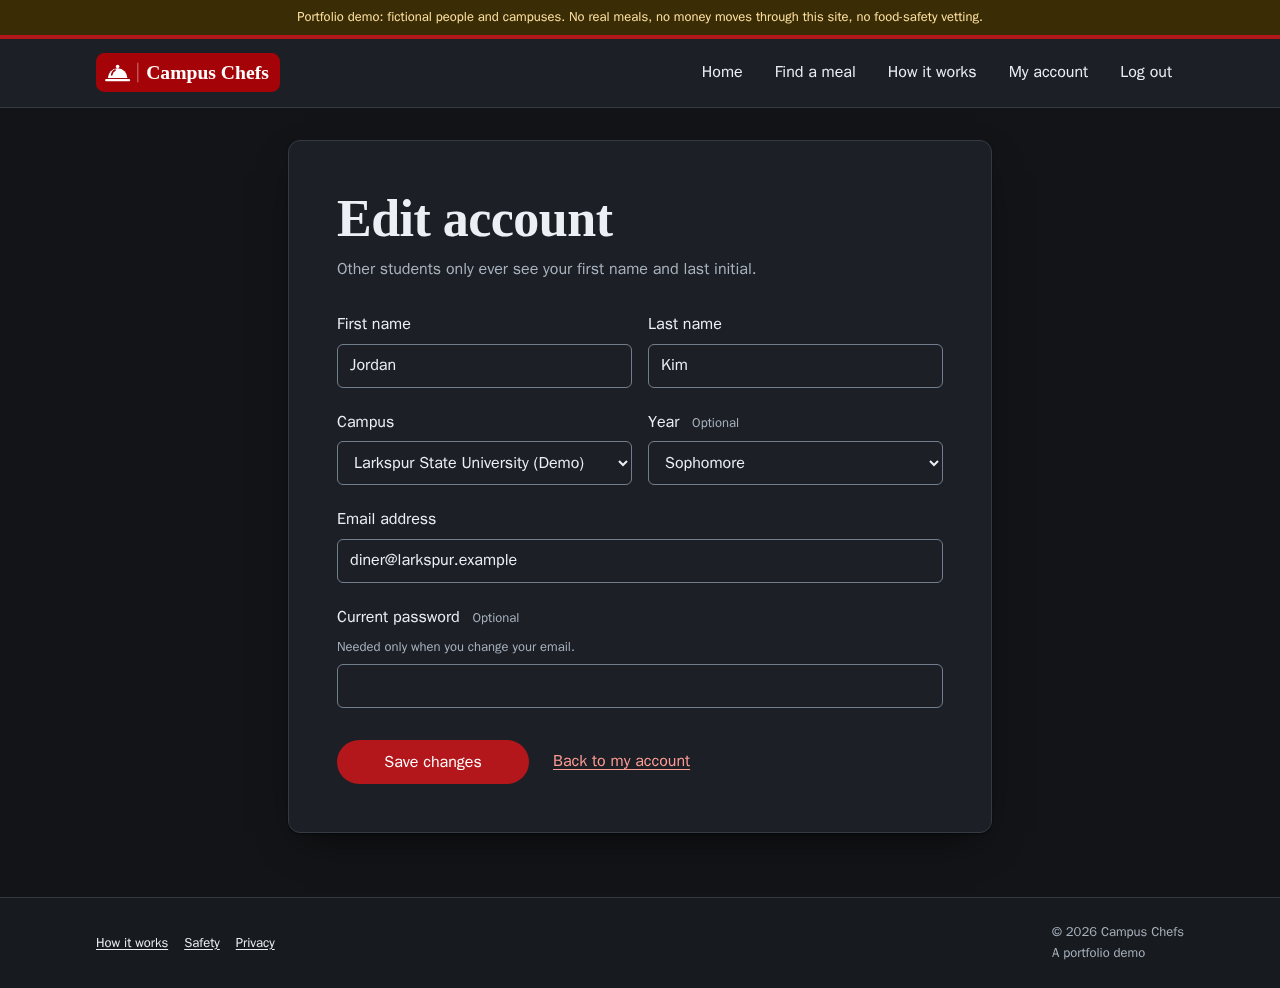 Portfolio demo: fictional people and campuses. No real meals, no money moves through this site, no food-safety vetting.
Campus Chefs
Home
Find a meal
How it works
My account
Log out
Edit account
Other students only ever see your first name and last initial.
First name
Last name
Jordan
Kim
Campus
Year Optional
Larkspur State University (Demo)
Sophomore
Email address
diner@larkspur.example
Current password Optional
Needed only when you change your email.
Save changes
Back to my account
How it works
Safety
Privacy
© 2026 Campus Chefs
A portfolio demo